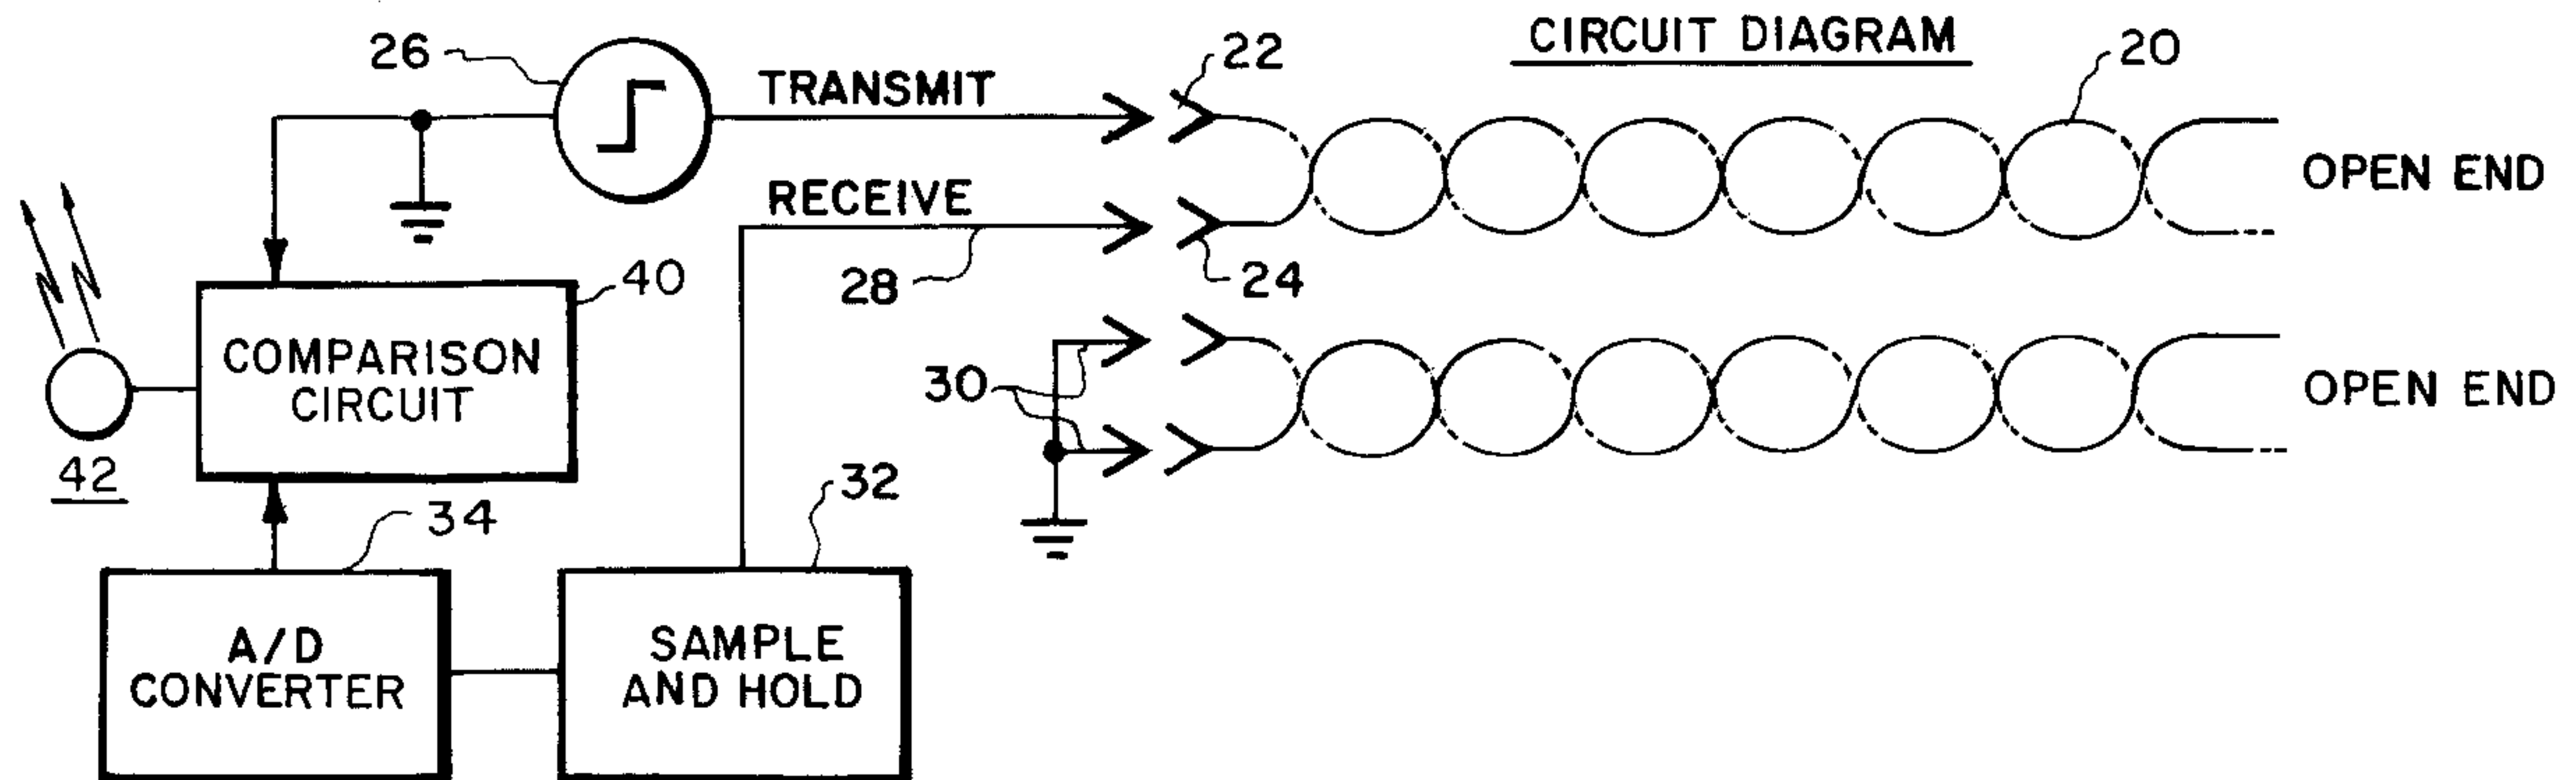 CIRCUIT DIAGRAM
26
TRANSMIT
22
20
OPEN END
RECEIVE
28
24
40
COMPARISON
CIRCUIT
30
OPEN END
42
34
32
A/D
CONVERTER
SAMPLE
AND HOLD